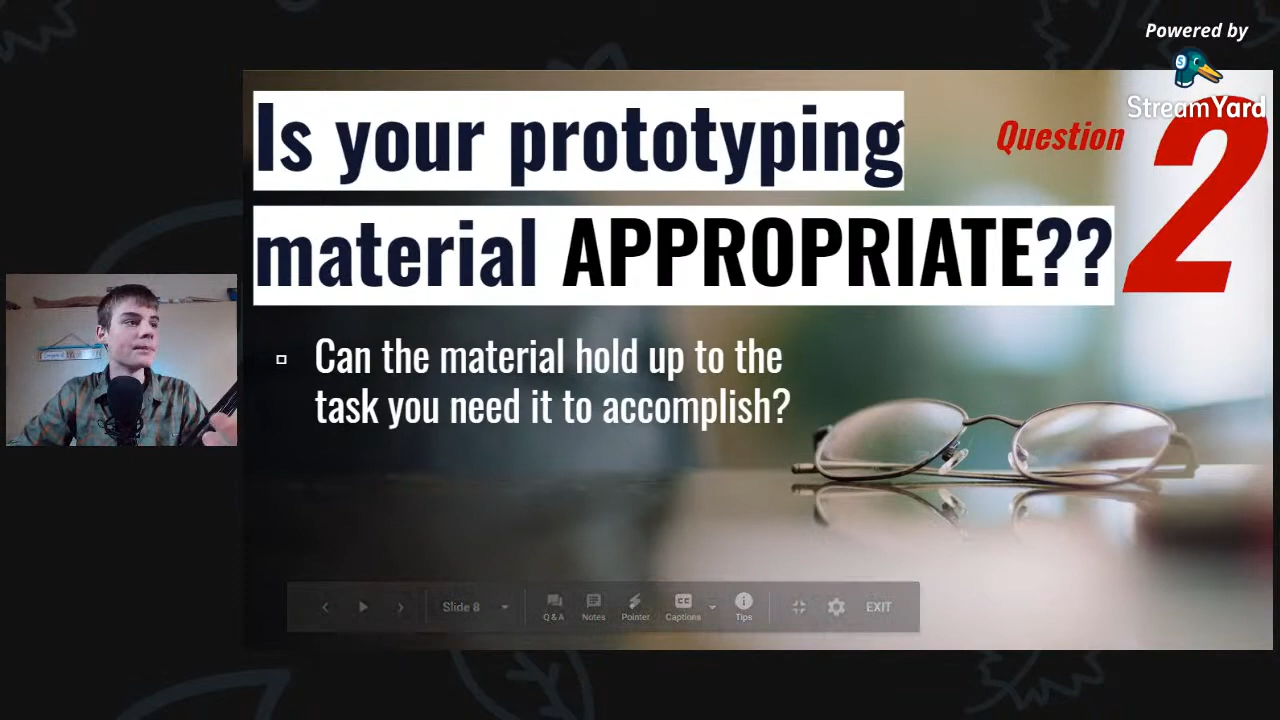 Powered by
StreamYard
Is your prototyping
material APPROPRIATE??
Question 2
Can the material hold up to the
task you need it to accomplish?
Slide 8
Q&A
Notes
Pointer
Captions
Tips
EXIT